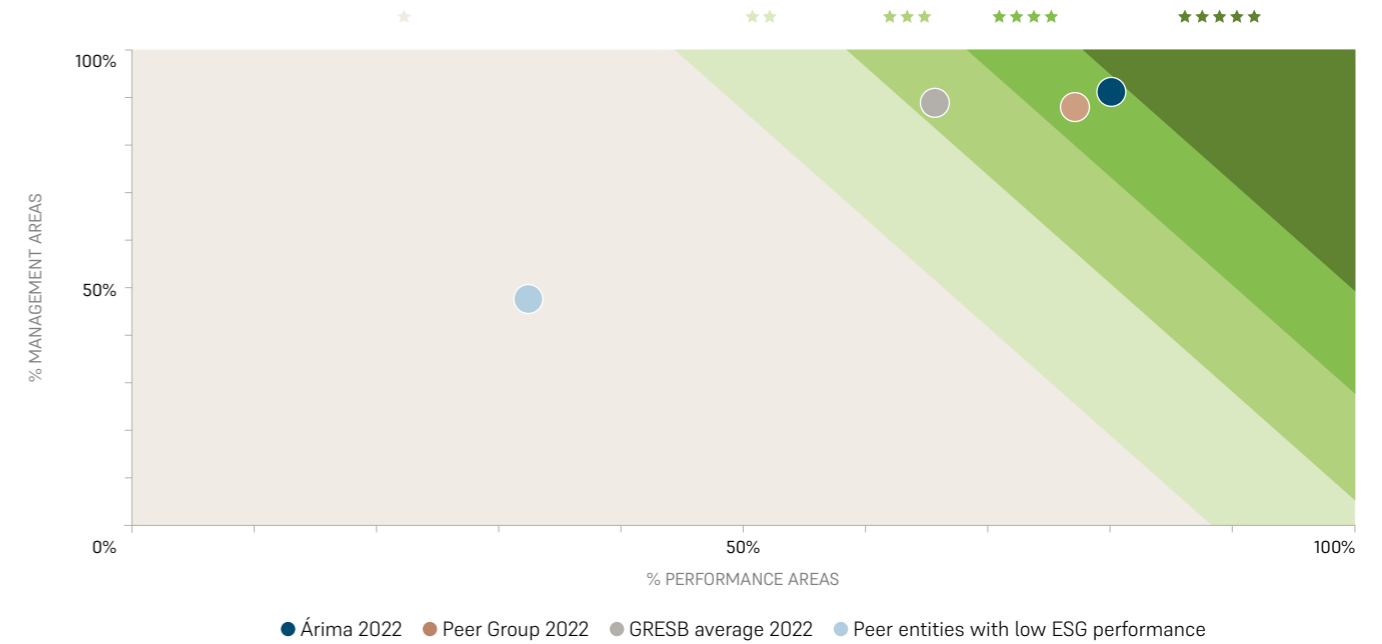 100%
50%
0%
% MANAGEMENT AREAS
50%
100%
% PERFORMANCE AREAS
Árima 2022 Peer Group 2022 GRESB average 2022 Peer entities with low ESG performance